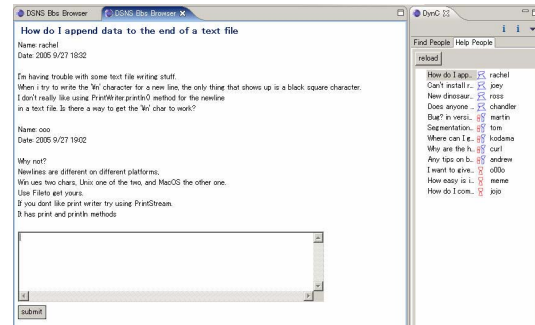 DSNS Bbs Browser
DSNS Bbs Browser
How do I append data to the end of a text file
Name: rachel
Date: 2005 9/27 18:32
I'm having trouble with some text file writing stuff.
When i try to write the '¥n' character for a new line, the only thing that shows up is a black square character.
I don't really like using PrintWriter.println() method for the newline
in a text file. Is there a way to get the '¥n' char to work?
Name: ooo
Date: 2005 9/27 19:02
Why not?
Newlines are different on different platforms,
Win ues two chars, Unix one of the two, and MacOS the other one.
Use Fileto get yours.
If you dont like print writer try using PrintStream.
It has print and println methods
submit
DynC
Find People Help People
reload
How do I app... rachel
Can't install r... joey
New dinosaur... ross
Does anyone ... chandler
Bug? in versi... martin
Segmentation... tom
Where can I g... kodama
Why are the h... curl
Any tips on b... andrew
I want to give... o00o
How easy is i... meme
How do I com... jojo